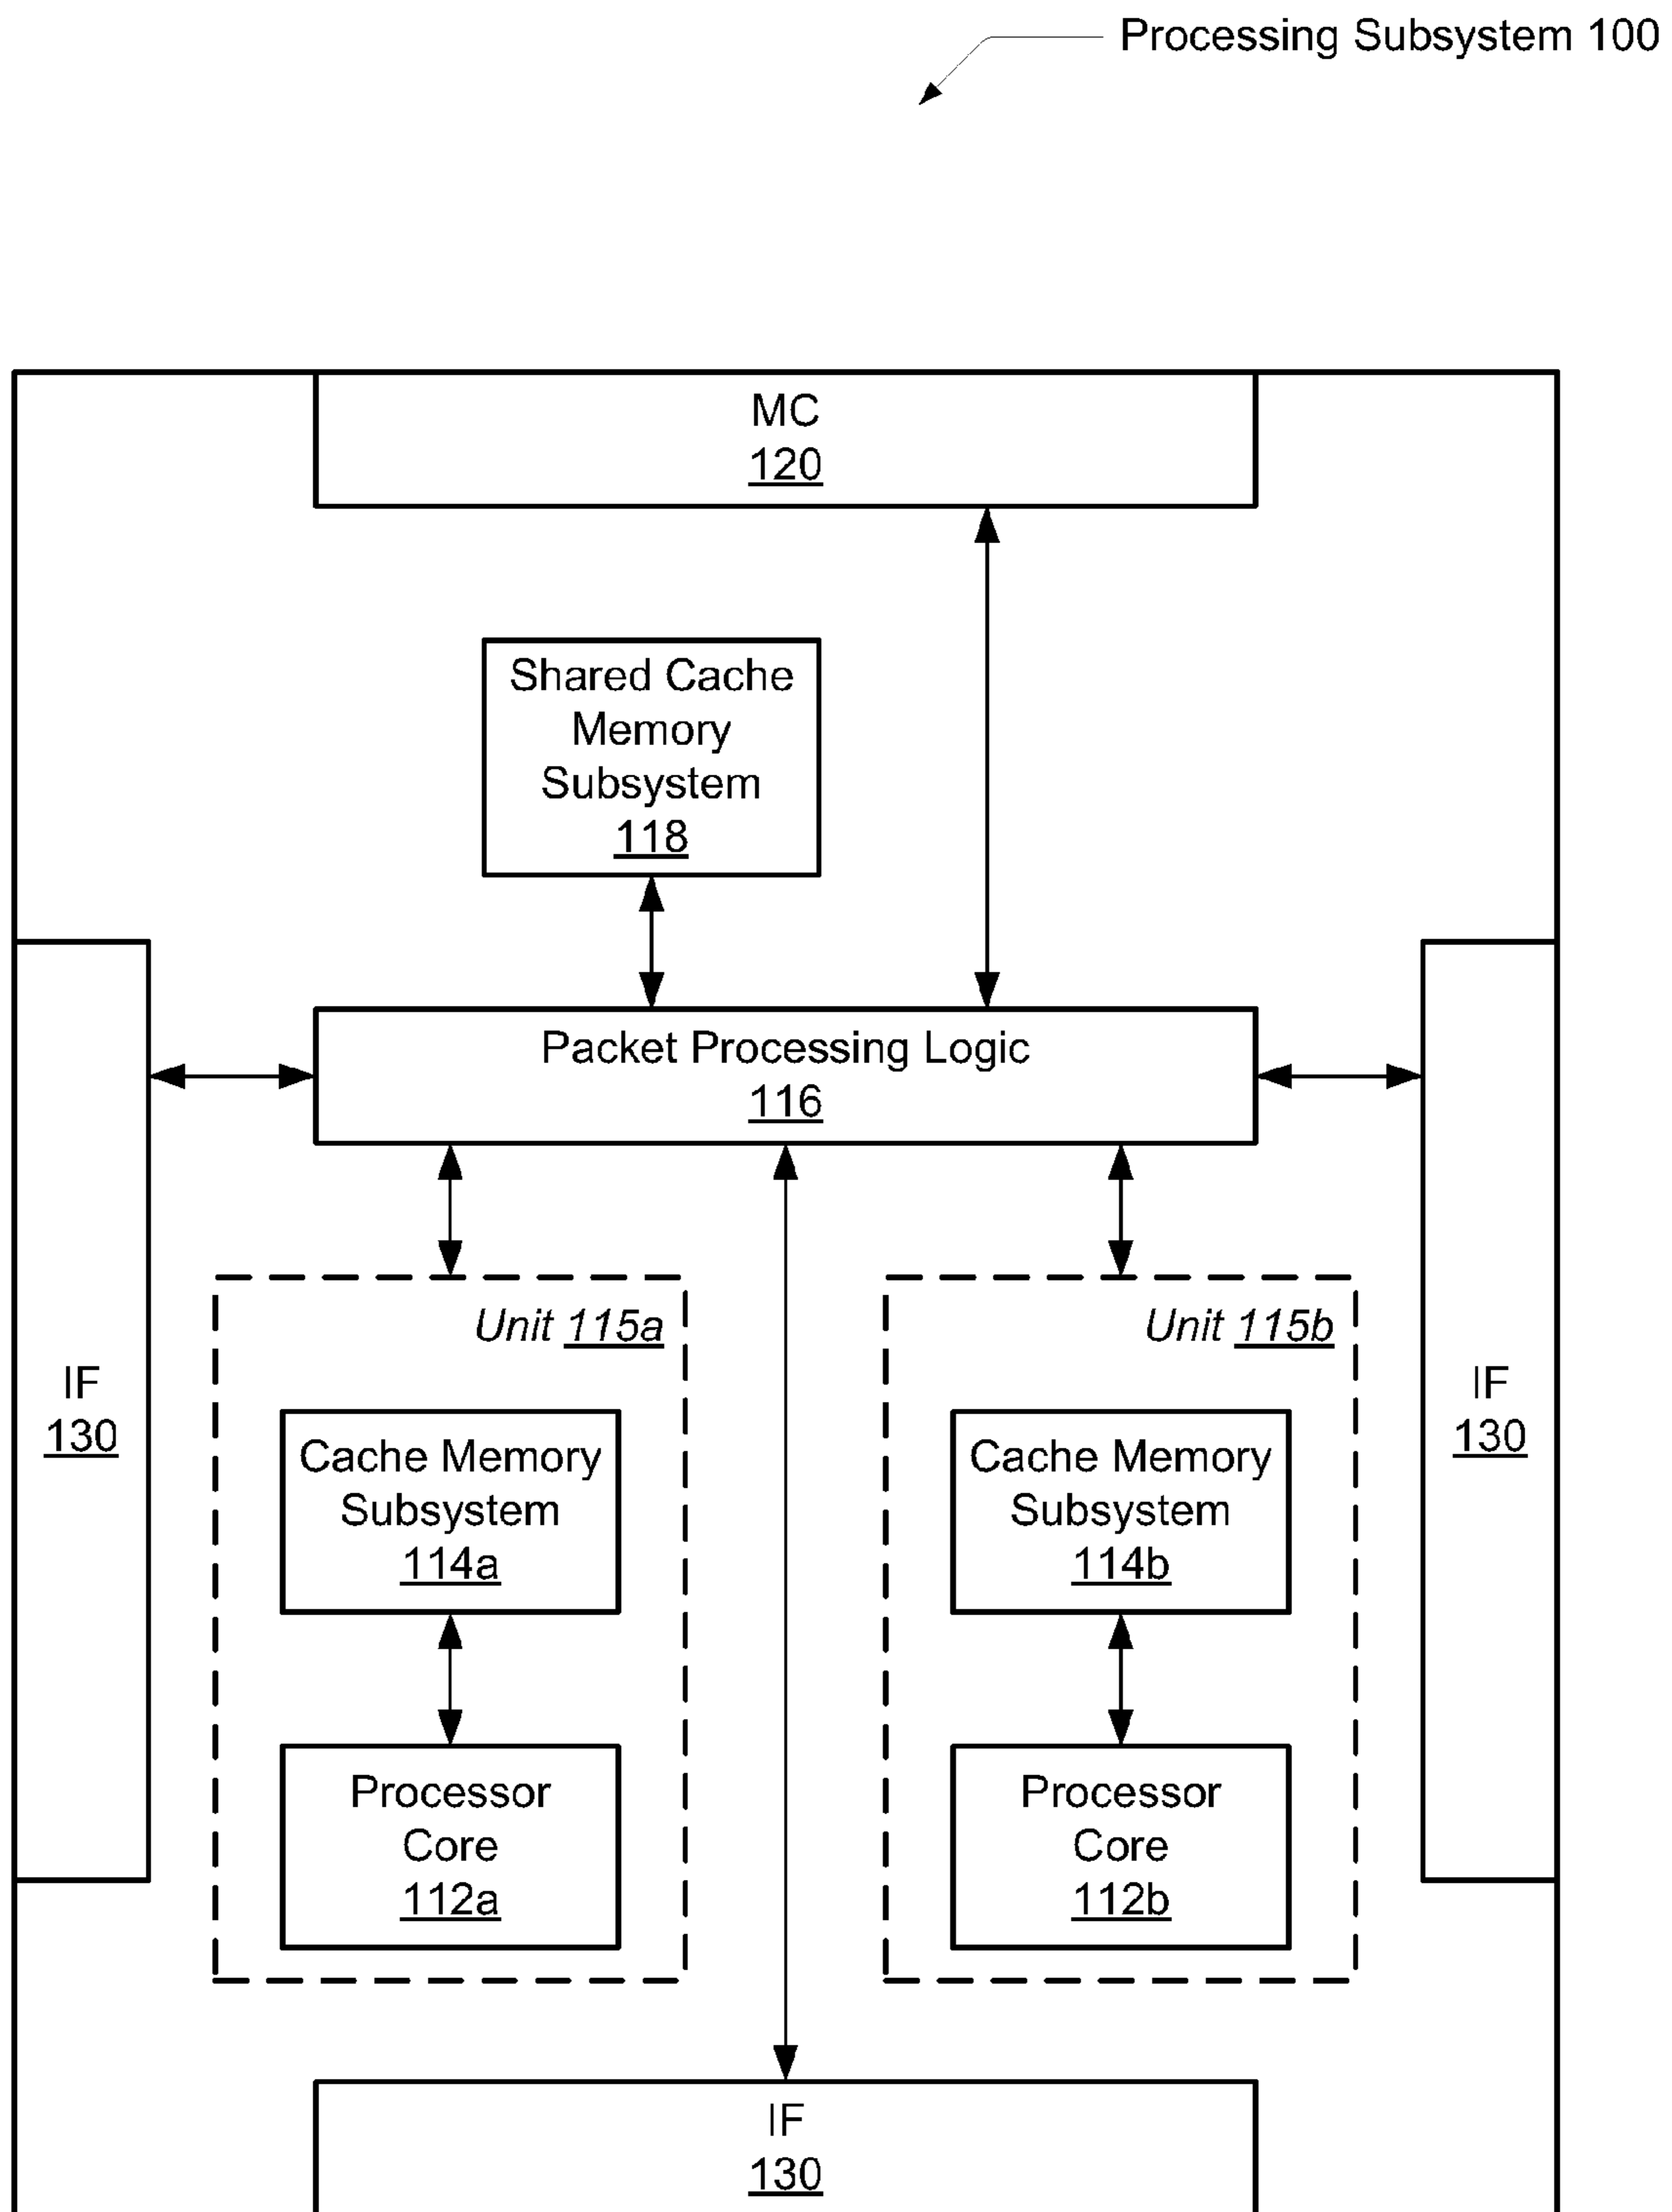 Processing Subsystem 100
MC
120
Shared Cache
Memory
Subsystem
118
Packet Processing Logic
116
IF
130
Unit 115a
Cache Memory
Subsystem
114a
Processor
Core
112a
Unit 115b
Cache Memory
Subsystem
114b
Processor
Core
112b
IF
130
IF
130